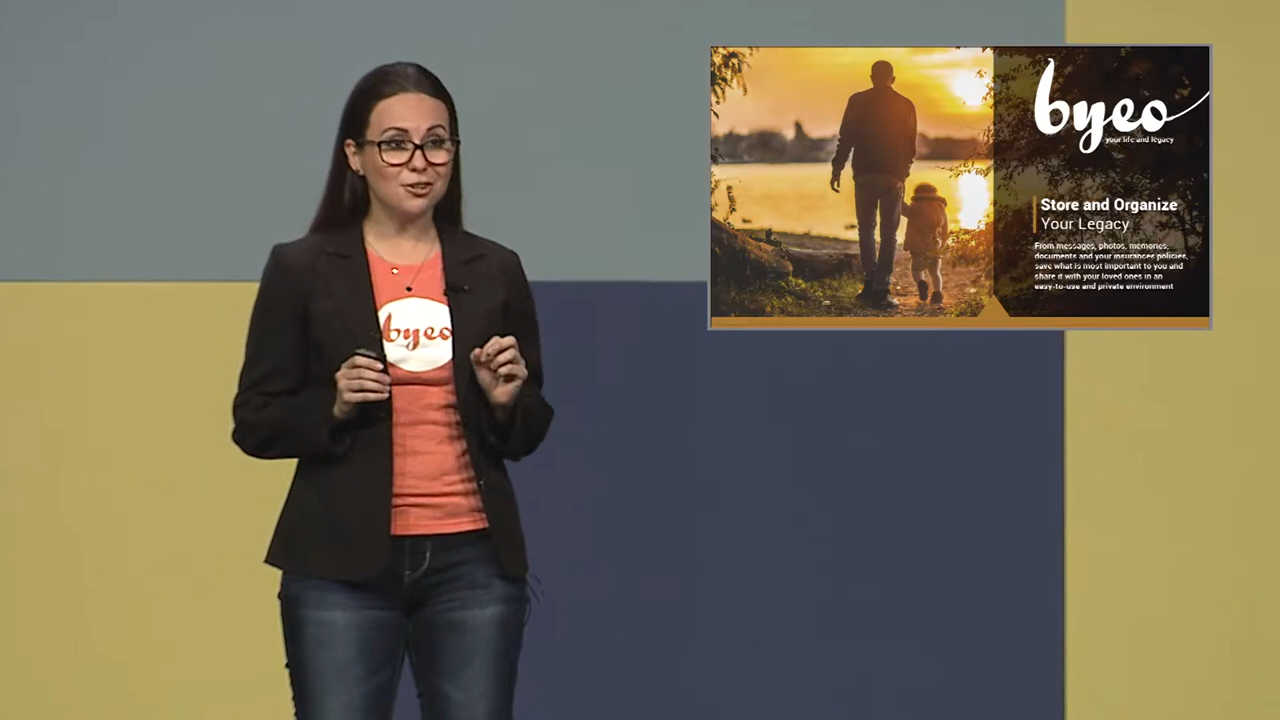 byeo
your life and legacy
Store and Organize
Your Legacy
From messages, photos, memories,
documents and your insurances policies,
save what is most important to you and
share it with your loved ones in an
easy-to-use and private environment
byeo